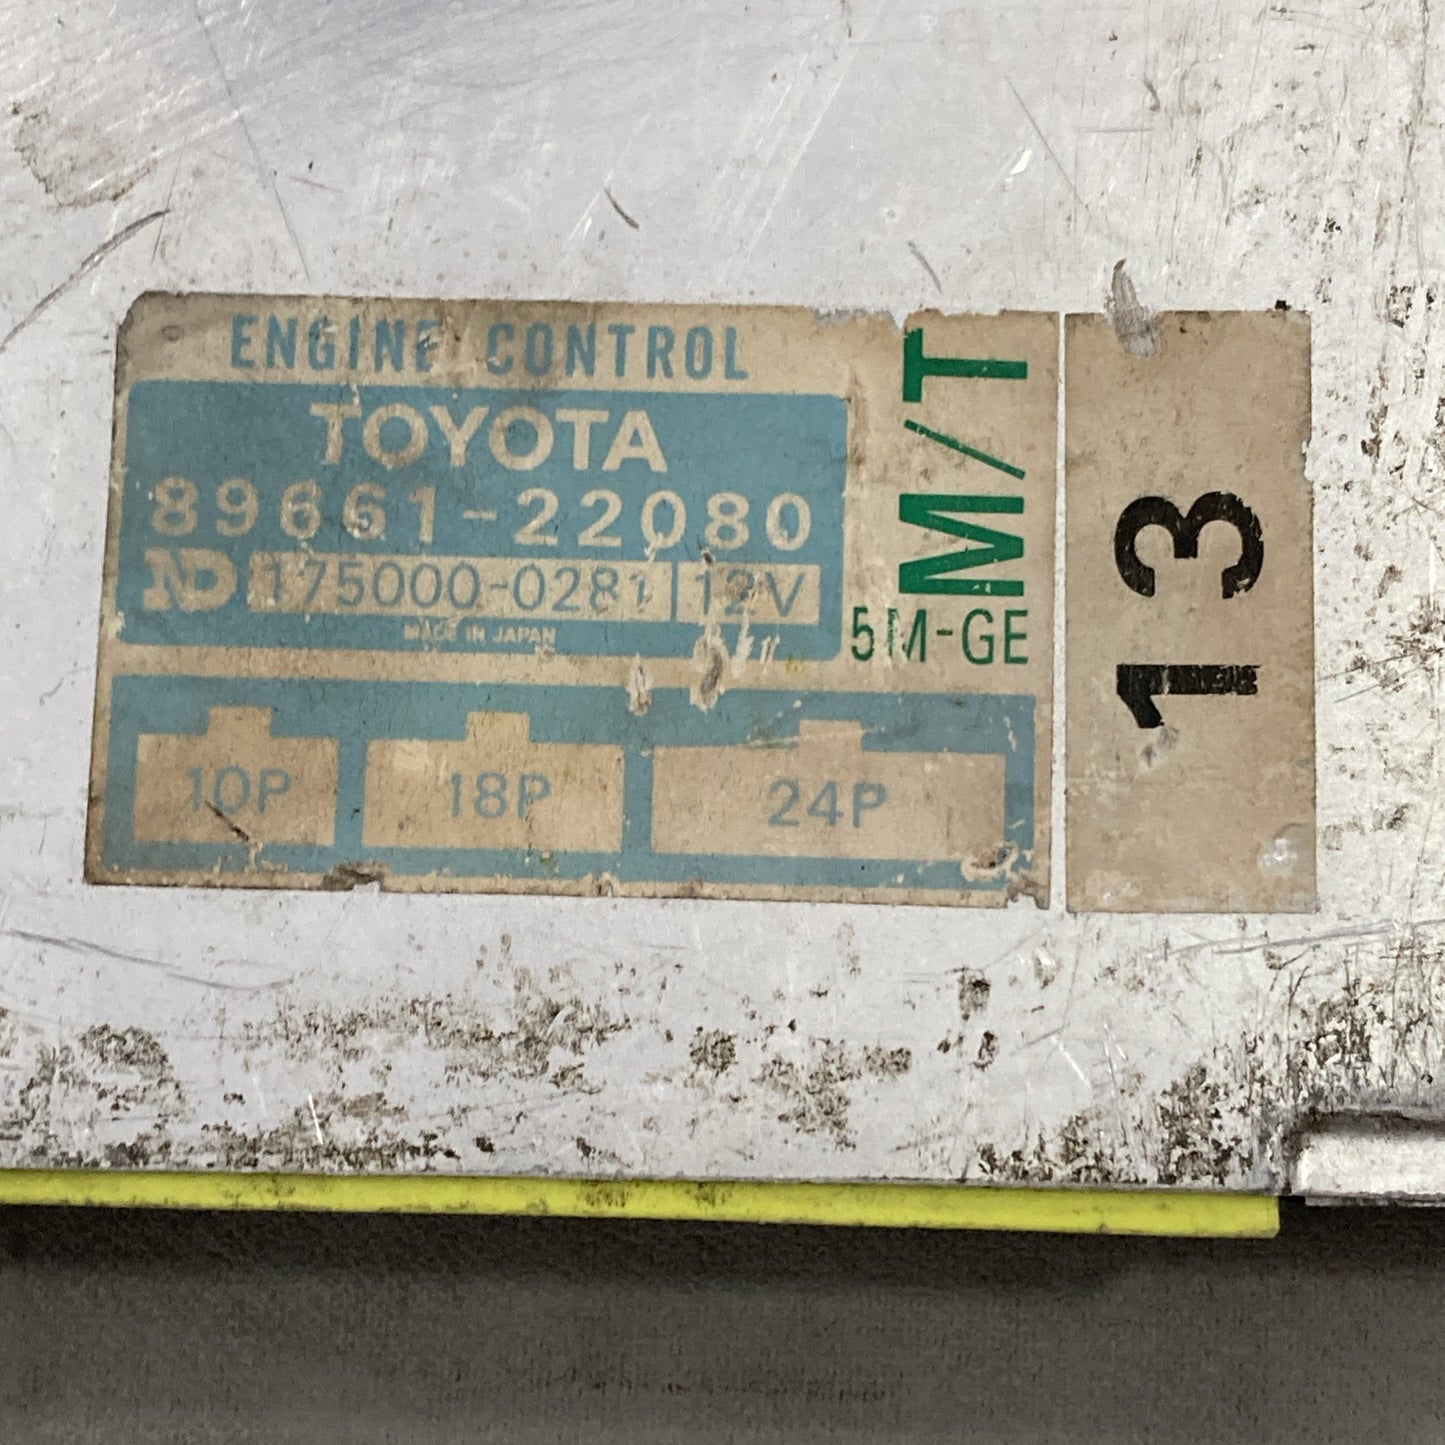 ENGINE CONTROL
TOYOTA
89661-22080
ND 175000-0281 12V
MADE IN JAPAN
M/T
5M-GE
10P 18P 24P
13